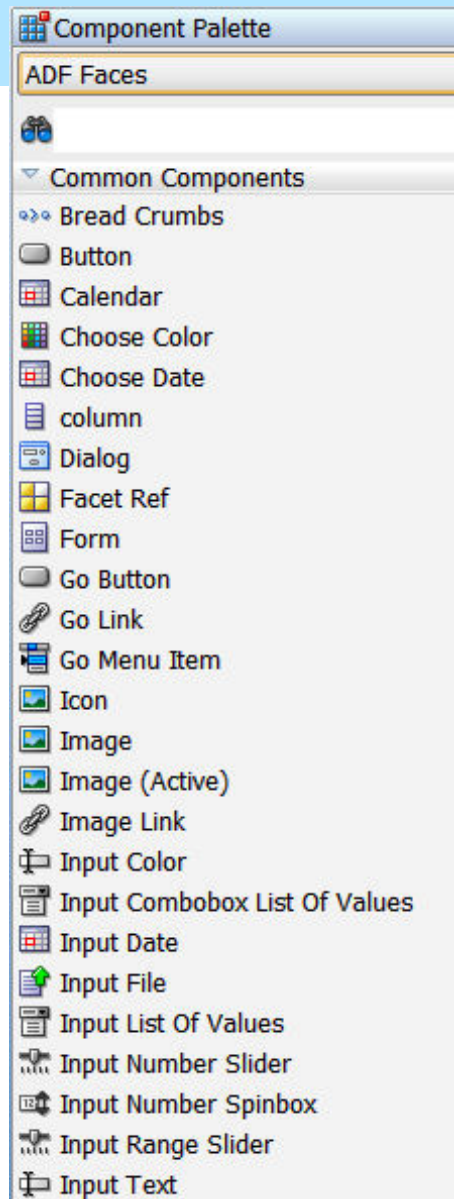 Component Palette
ADF Faces
Common Components
Bread Crumbs
Button
Calendar
Choose Color
Choose Date
column
Dialog
Facet Ref
Form
Go Button
Go Link
Go Menu Item
Icon
Image
Image (Active)
Image Link
Input Color
Input Combobox List Of Values
Input Date
Input File
Input List Of Values
Input Number Slider
Input Number Spinbox
Input Range Slider
Input Text